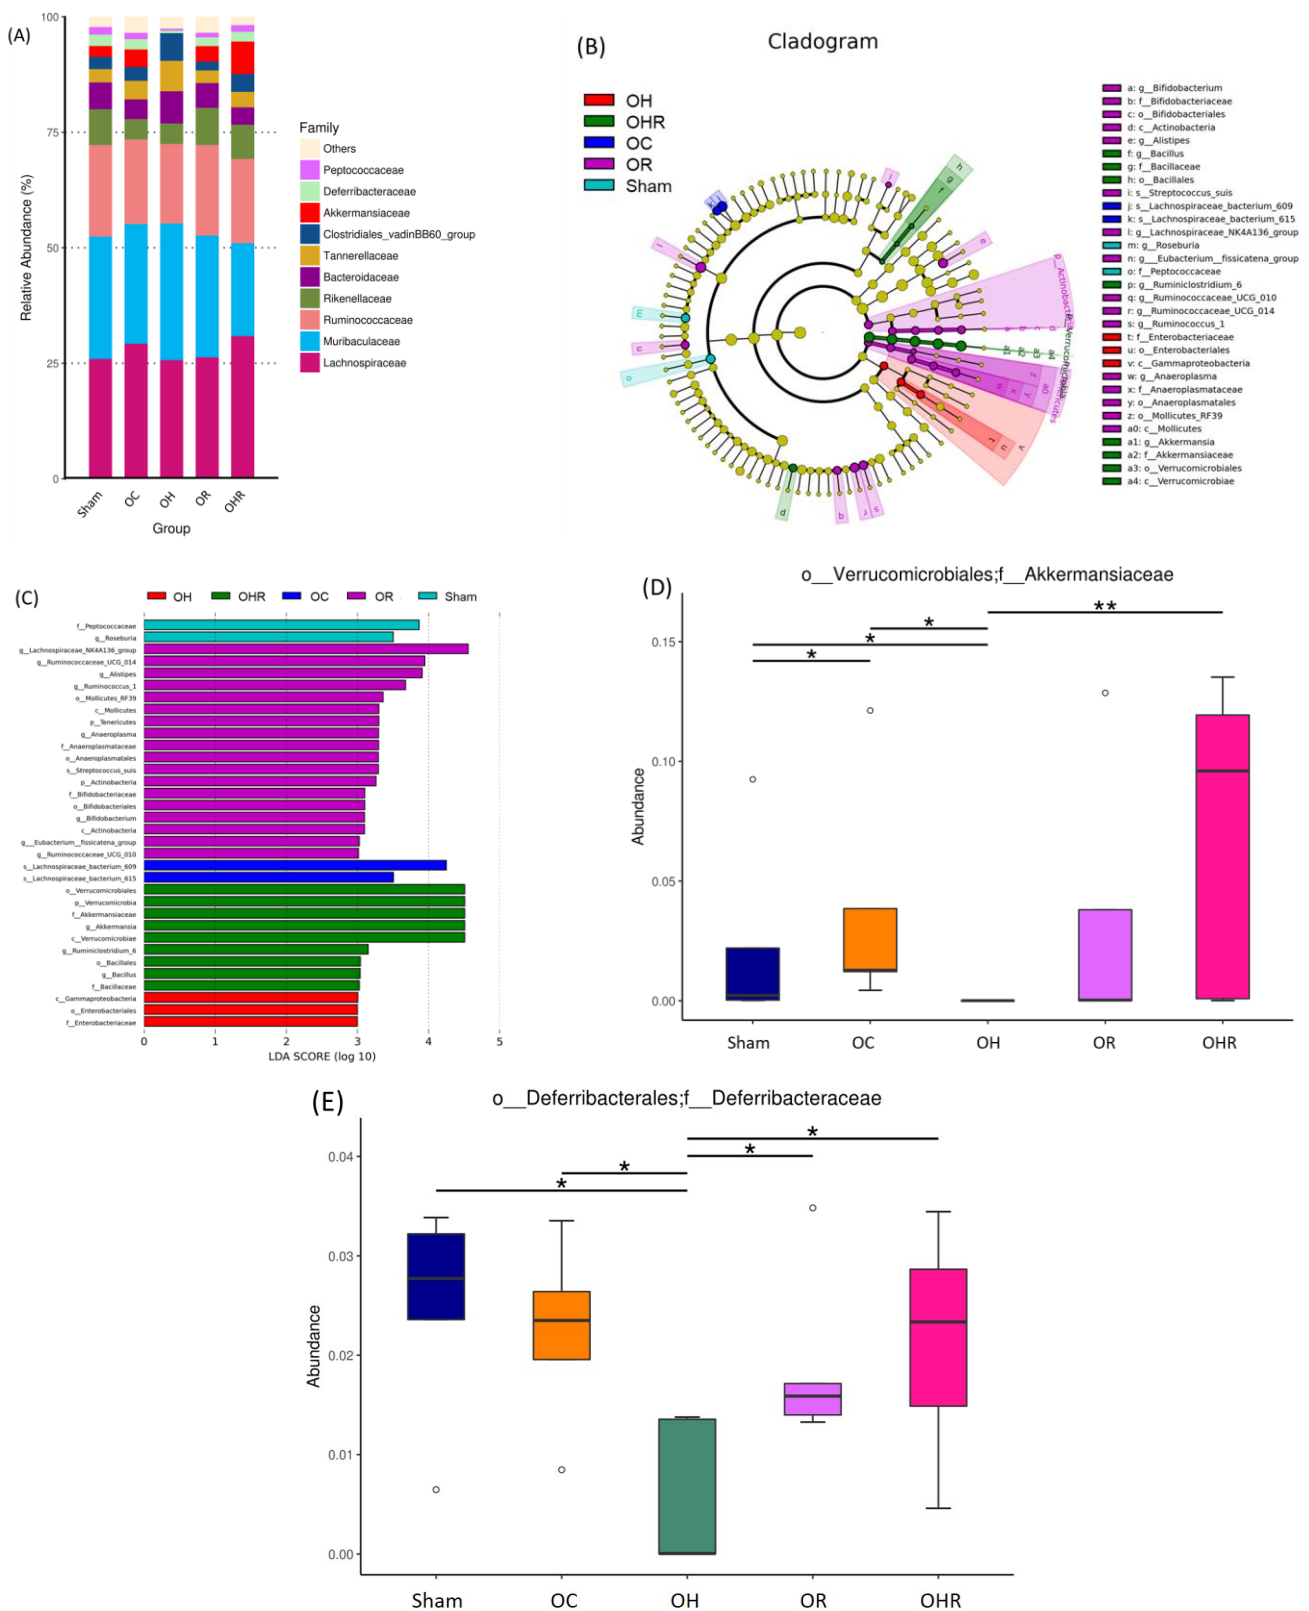 (A)
100
75
50
25
0
Relative Abundance (%)
Sham
OC
OH
OR
OHR
Group
Family
Others
Peptococcaceae
Deferribacteraceae
Akkermansiaceae
Clostridiales_vadinBB60_group
Tannerellaceae
Bacteroidaceae
Rikenellaceae
Ruminococcaceae
Muribaculaceae
Lachnospiraceae
(B)
Cladogram
OH
OHR
OC
OR
Sham
a: g__Bifidobacterium
b: f__Bifidobacteriaceae
c: o__Bifidobacteriales
d: c__Actinobacteria
e: g__Alistipes
f: g__Bacillus
g: f__Bacillaceae
h: o__Bacillales
i: s__Streptococcus_suis
j: s__Lachnospiraceae_bacterium_609
k: s__Lachnospiraceae_bacterium_615
l: g__Lachnospiraceae_NK4A136_group
m: g__Roseburia
n: g___Eubacterium__fissicatena_group
o: f__Peptococcaceae
p: g__Ruminiclostridium_6
q: g__Ruminococcaceae_UCG_010
r: g__Ruminococcaceae_UCG_014
s: g__Ruminococcus_1
t: f__Enterobacteriaceae
u: o__Enterobacteriales
v: c__Gammaproteobacteria
w: g__Anaeroplasma
x: f__Anaeroplasmataceae
y: o__Anaeroplasmatales
z: o__Mollicutes_RF39
a0: c__Mollicutes
a1: g__Akkermansia
a2: f__Akkermansiaceae
a3: o__Verrucomicrobiales
a4: c__Verrucomicrobiae
(C)
OH
OHR
OC
OR
Sham
f__Peptococcaceae
g__Roseburia
g__Lachnospiraceae_NK4A136_group
g__Ruminococcaceae_UCG_014
g__Alistipes
g__Ruminococcus_1
o__Mollicutes_RF39
c__Mollicutes
p__Tenericutes
g__Anaeroplasma
f__Anaeroplasmataceae
o__Anaeroplasmatales
s__Streptococcus_suis
p__Actinobacteria
f__Bifidobacteriaceae
o__Bifidobacteriales
g__Bifidobacterium
c__Actinobacteria
g___Eubacterium__fissicatena_group
g__Ruminococcaceae_UCG_010
s__Lachnospiraceae_bacterium_609
s__Lachnospiraceae_bacterium_615
o__Verrucomicrobiales
p__Verrucomicrobia
f__Akkermansiaceae
g__Akkermansia
c__Verrucomicrobiae
g__Ruminiclostridium_6
o__Bacillales
g__Bacillus
f__Bacillaceae
c__Gammaproteobacteria
o__Enterobacteriales
f__Enterobacteriaceae
0 1 2 3 4 5
LDA SCORE (log 10)
(D)
o__Verrucomicrobiales;f__Akkermansiaceae
**
*
*
*
0.15
0.10
0.05
0.00
Abundance
Sham OC OH OR OHR
(E)
o__Deferribacterales;f__Deferribacteraceae
*
*
*
*
0.04
0.03
0.02
0.01
0.00
Abundance
Sham OC OH OR OHR